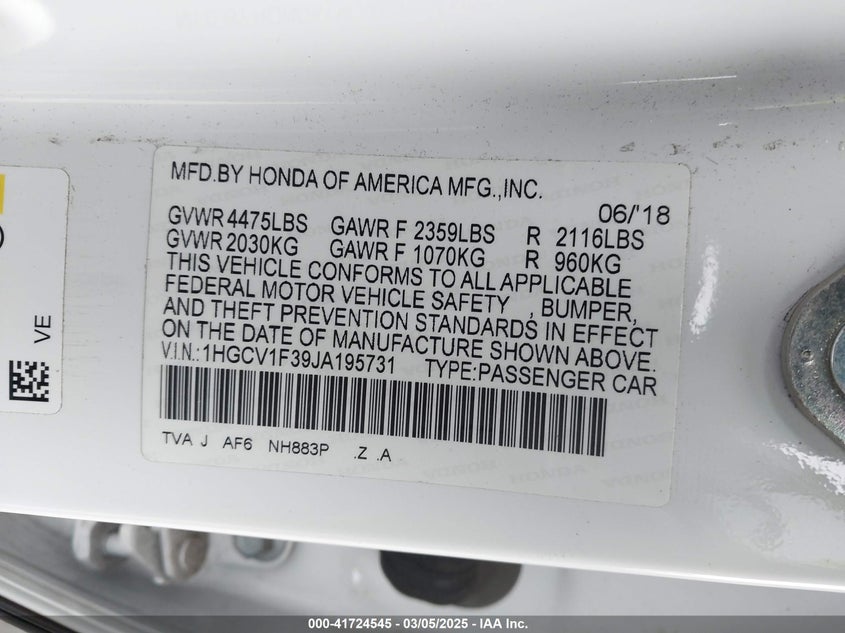 MFD.BY HONDA OF AMERICA MFG.,INC.
06/'18
GVWR 4475LBS GAWR F 2359LBS R 2116LBS
GVWR 2030KG GAWR F 1070KG R 960KG
THIS VEHICLE CONFORMS TO ALL APPLICABLE
FEDERAL MOTOR VEHICLE SAFETY , BUMPER,
AND THEFT PREVENTION STANDARDS IN EFFECT
ON THE DATE OF MANUFACTURE SHOWN ABOVE.
V.I.N.:1HGCV1F39JA195731 TYPE:PASSENGER CAR
TVA J AF6 NH883P .Z .A
VE
000-41724545 — 03/05/2025 — IAA Inc.